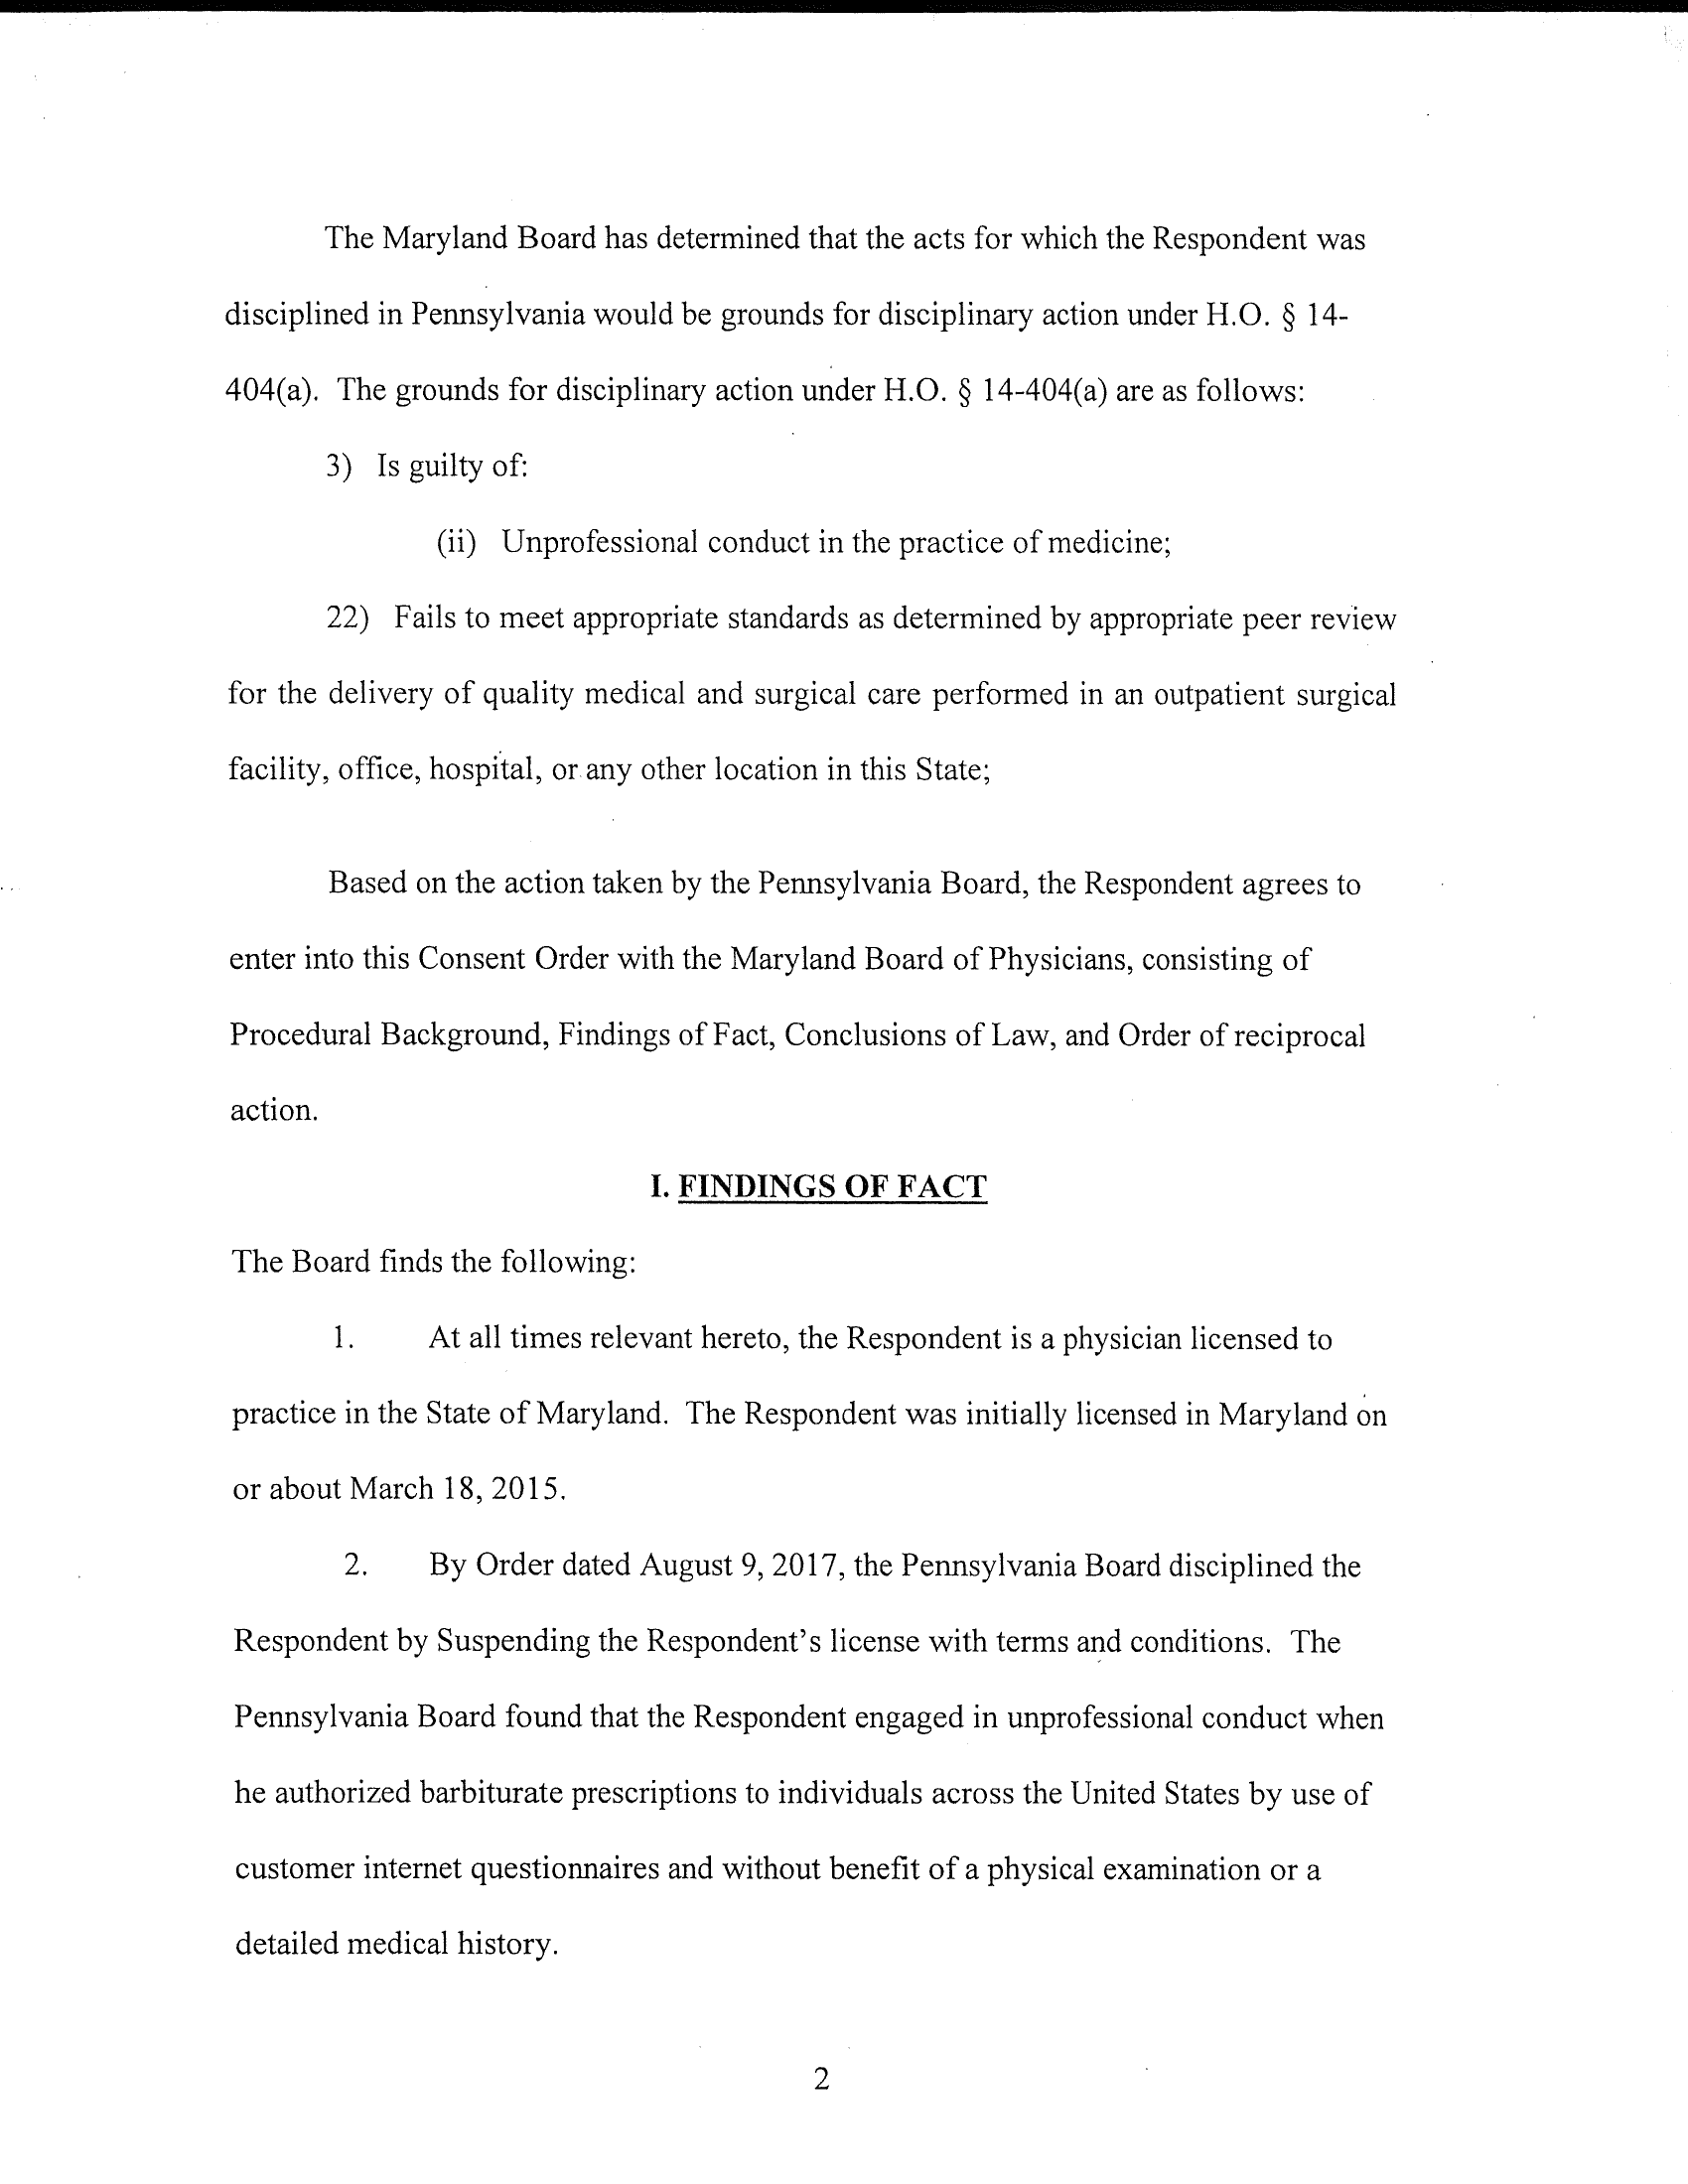 The Maryland Board has determined that the acts for which the Respondent was
disciplined in Pennsylvania would be grounds for disciplinary action under H.O. § 14-
404(a). The grounds for disciplinary action under H.O. § 14-404(a) are as follows:
3) Is guilty of:
(ii) Unprofessional conduct in the practice of medicine;
22) Fails to meet appropriate standards as determined by appropriate peer review
for the delivery of quality medical and surgical care performed in an outpatient surgical
facility, office, hospital, or any other location in this State;
Based on the action taken by the Pennsylvania Board, the Respondent agrees to
enter into this Consent Order with the Maryland Board of Physicians, consisting of
Procedural Background, Findings of Fact, Conclusions of Law, and Order of reciprocal
action.
I. FINDINGS OF FACT
The Board finds the following:
1. At all times relevant hereto, the Respondent is a physician licensed to
practice in the State of Maryland. The Respondent was initially licensed in Maryland on
or about March 18, 2015.
2. By Order dated August 9, 2017, the Pennsylvania Board disciplined the
Respondent by Suspending the Respondent's license with terms and conditions. The
Pennsylvania Board found that the Respondent engaged in unprofessional conduct when
he authorized barbiturate prescriptions to individuals across the United States by use of
customer internet questionnaires and without benefit of a physical examination or a
detailed medical history.
2